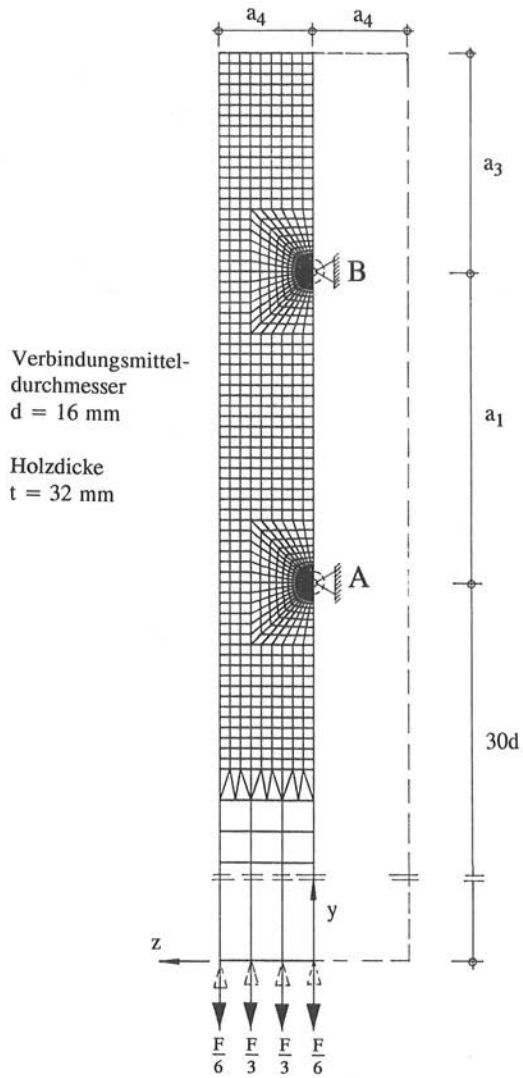 a4 a4
a3
B
Verbindungsmittel-
durchmesser
d = 16 mm
a1
Holzdicke
t = 32 mm
A
30d
y
z
F/6 F/3 F/3 F/6